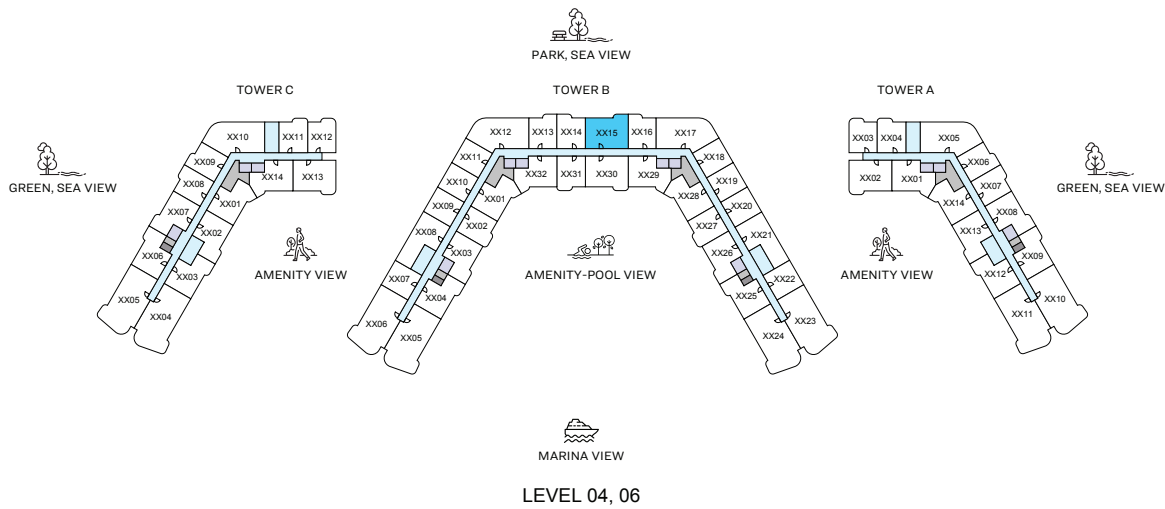 PARK, SEA VIEW
TOWER C
TOWER B
TOWER A
GREEN, SEA VIEW
XX10
XX11
XX12
XX09
XX08
XX14
XX13
XX07
XX01
XX02
XX06
XX03
XX05
XX04
AMENITY VIEW
XX12
XX13
XX14
XX15
XX16
XX17
XX11
XX32
XX31
XX30
XX29
XX18
XX10
XX01
XX28
XX19
XX09
XX02
XX27
XX20
XX08
XX03
XX26
XX21
XX07
XX04
XX25
XX22
XX06
XX05
XX24
XX23
AMENITY-POOL VIEW
XX03
XX04
XX05
XX02
XX01
XX06
XX14
XX07
XX13
XX08
XX12
XX09
XX11
XX10
AMENITY VIEW
GREEN, SEA VIEW
MARINA VIEW
LEVEL 04, 06